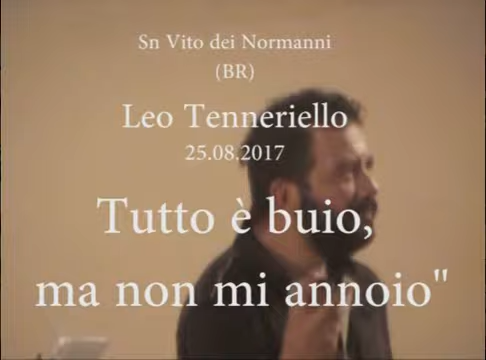 Sn Vito dei Normanni
(BR)
Leo Tenneriello
25.08.2017
Tutto è buio,
ma non mi annoio"